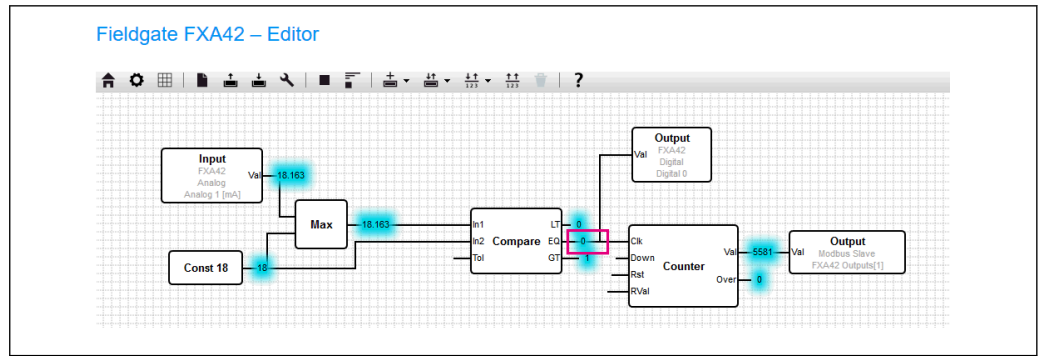 Fieldgate FXA42 – Editor
123
123
?
Input
FXA42
Analog
Analog 1 [mA]
Val
18.163
Const 18
18
Max
18.163
In1
In2
Tol
Compare
LT
EQ
GT
0
0
1
Output
FXA42
Digital
Digital 0
Val
Clk
Down
Rst
RVal
Counter
Val
Over
5581
0
Output
Modbus Slave
FXA42 Outputs[1]
Val